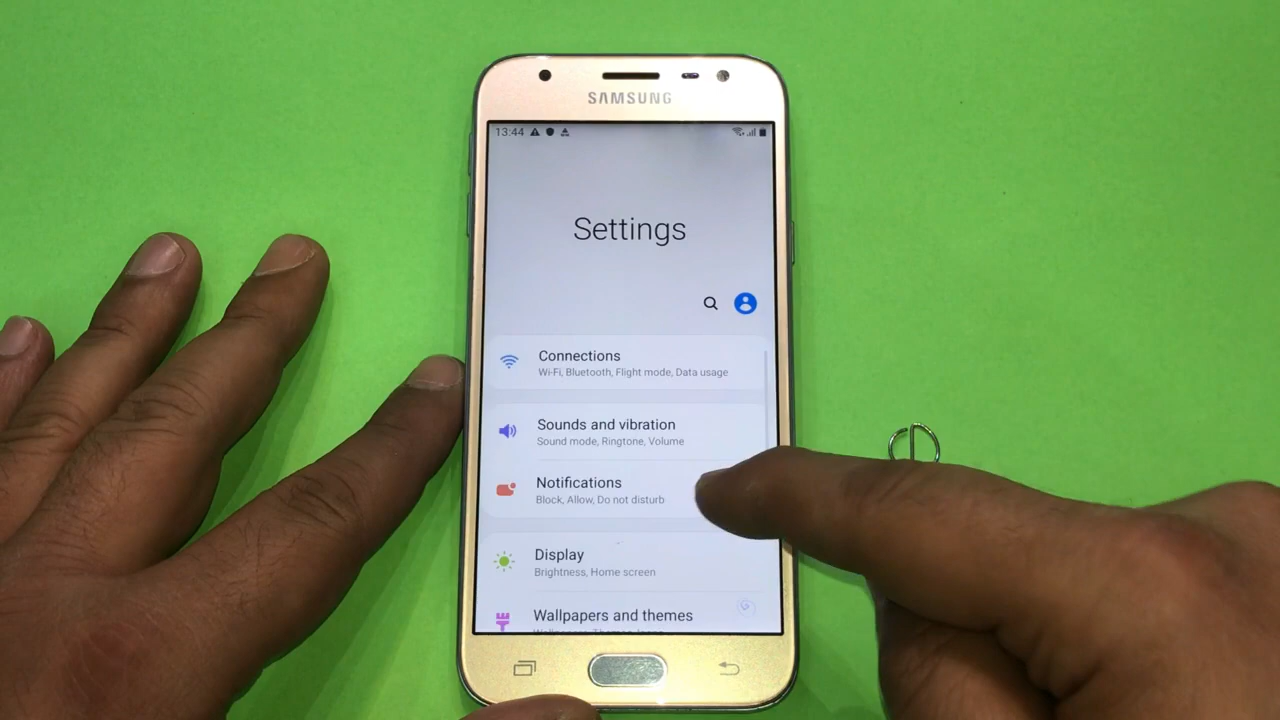 SAMSUNG
13:44
Settings
Connections
Wi-Fi, Bluetooth, Flight mode, Data usage
Sounds and vibration
Sound mode, Ringtone, Volume
Notifications
Block, Allow, Do not disturb
Display
Brightness, Home screen
Wallpapers and themes